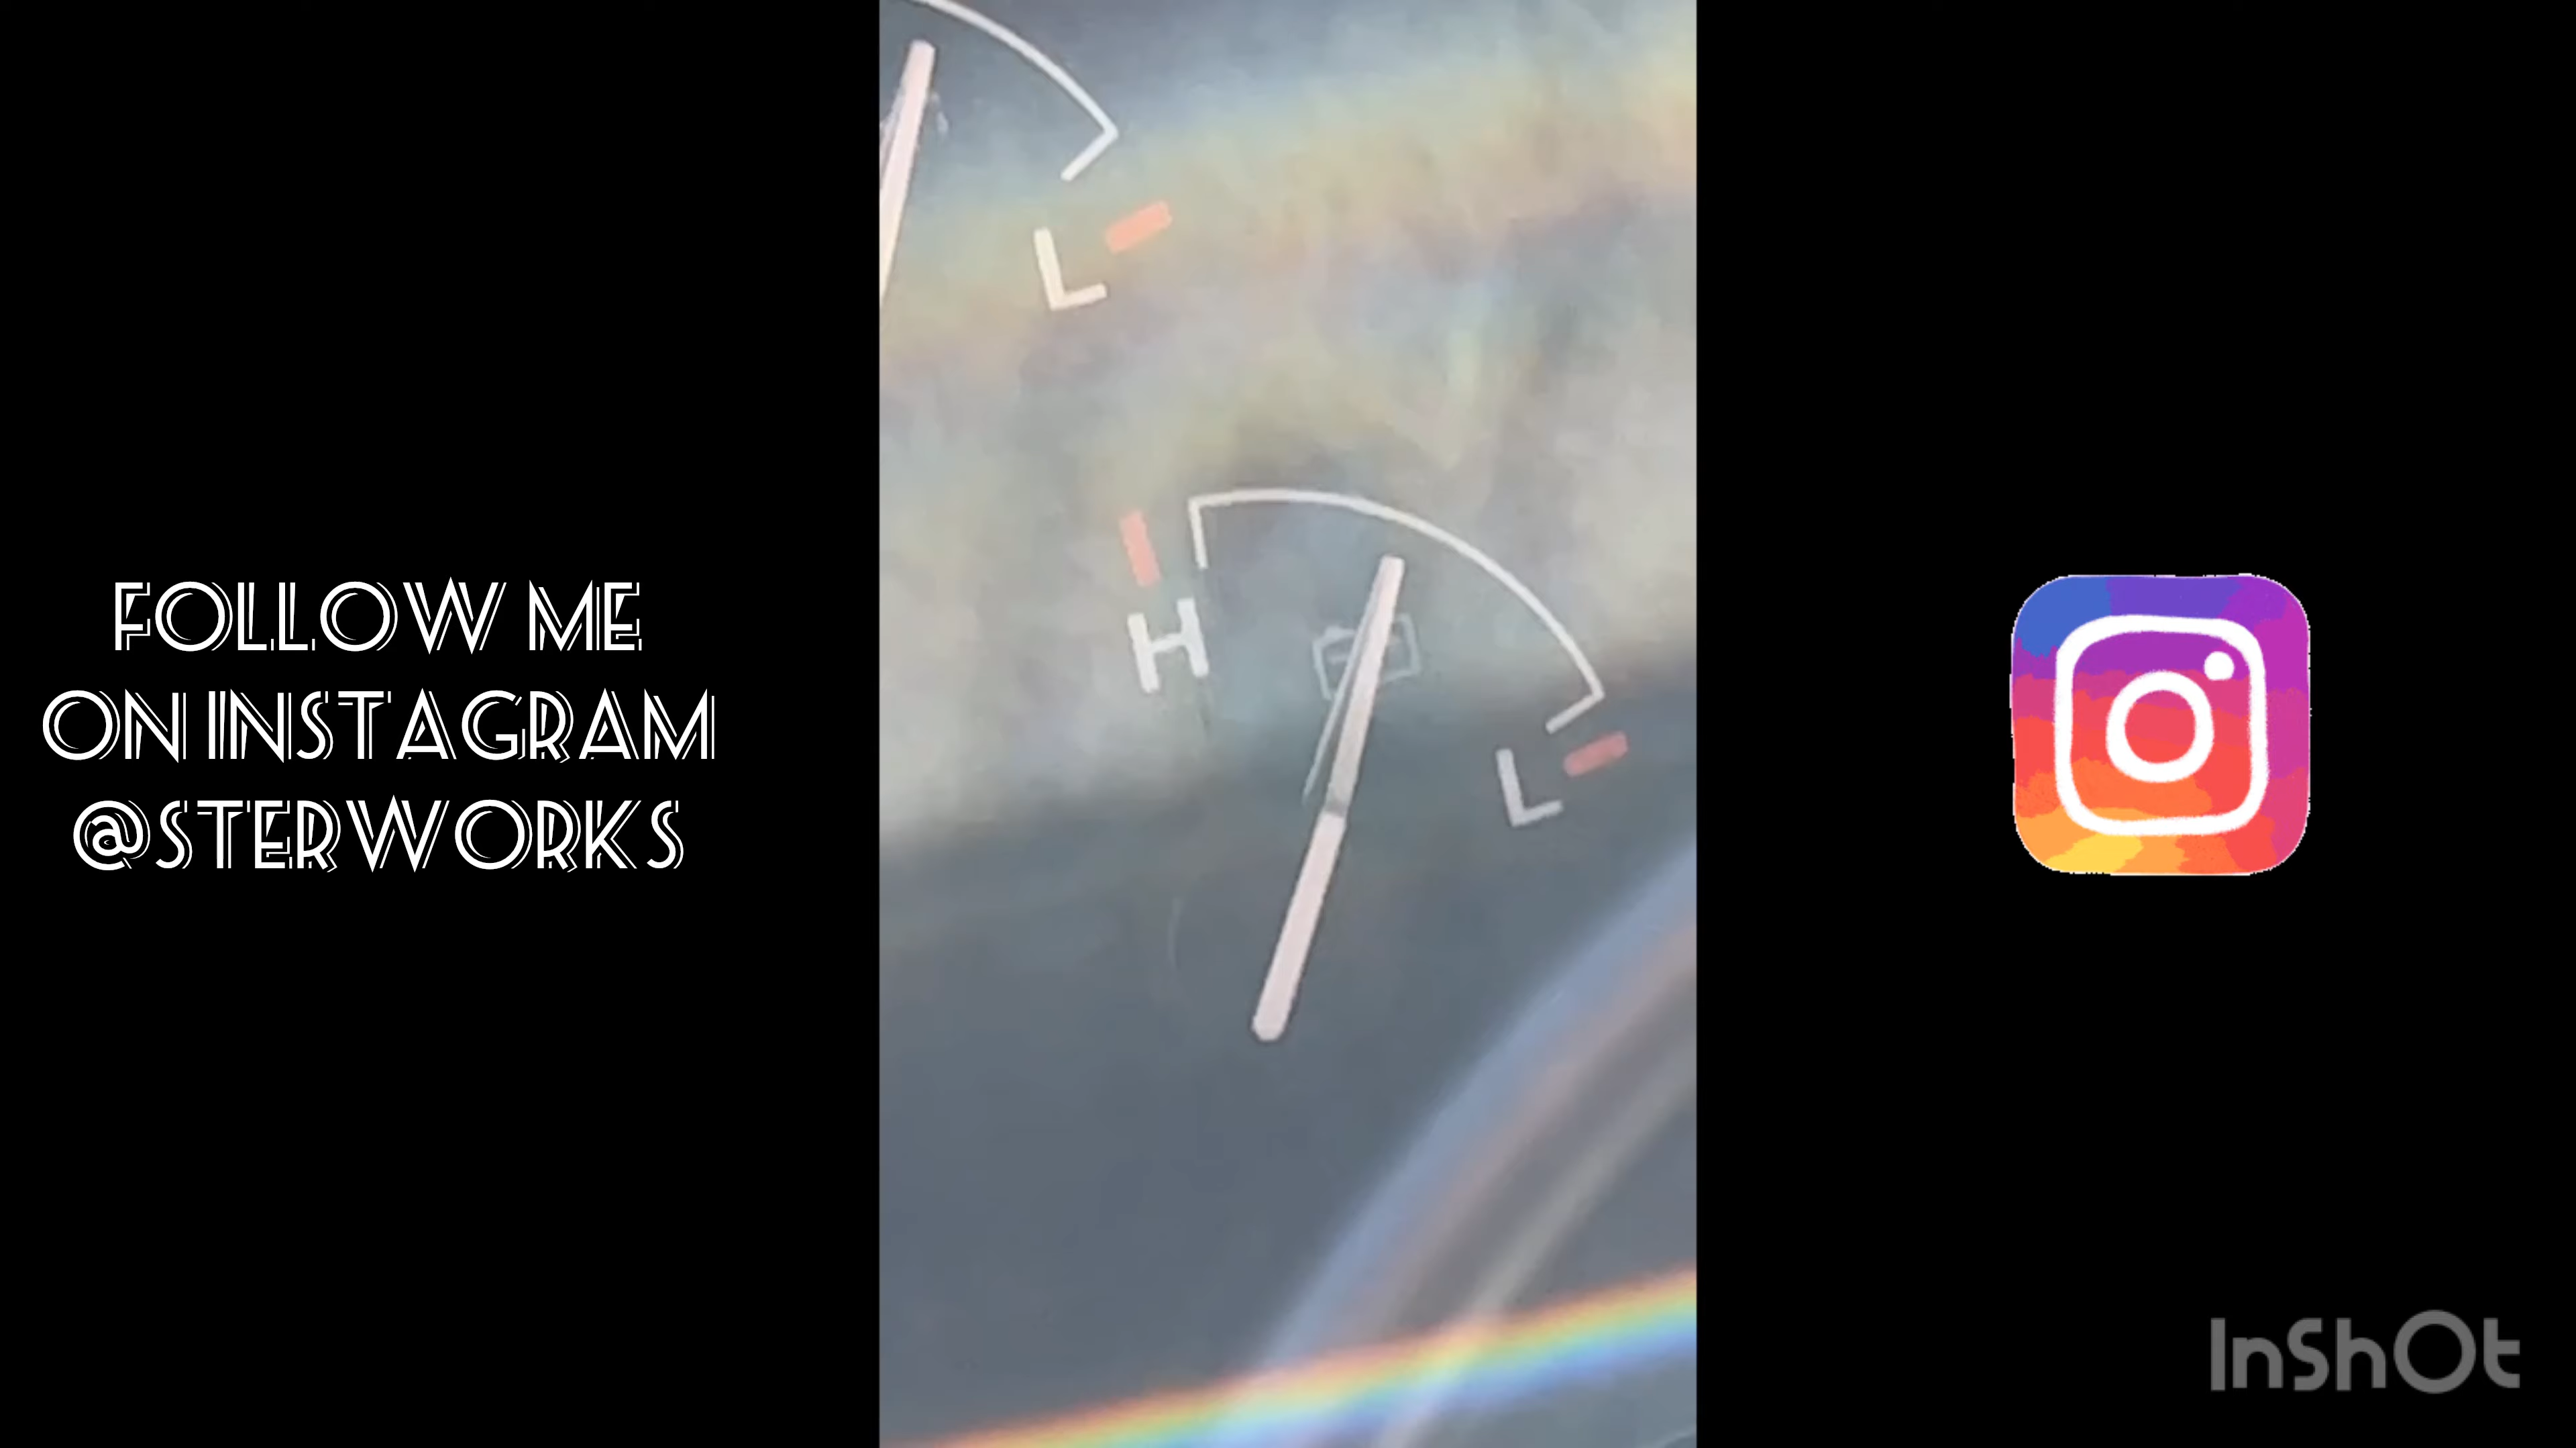 FOLLOW ME
ON INSTAGRAM
@STERWORKS
L
H
L
InShOt